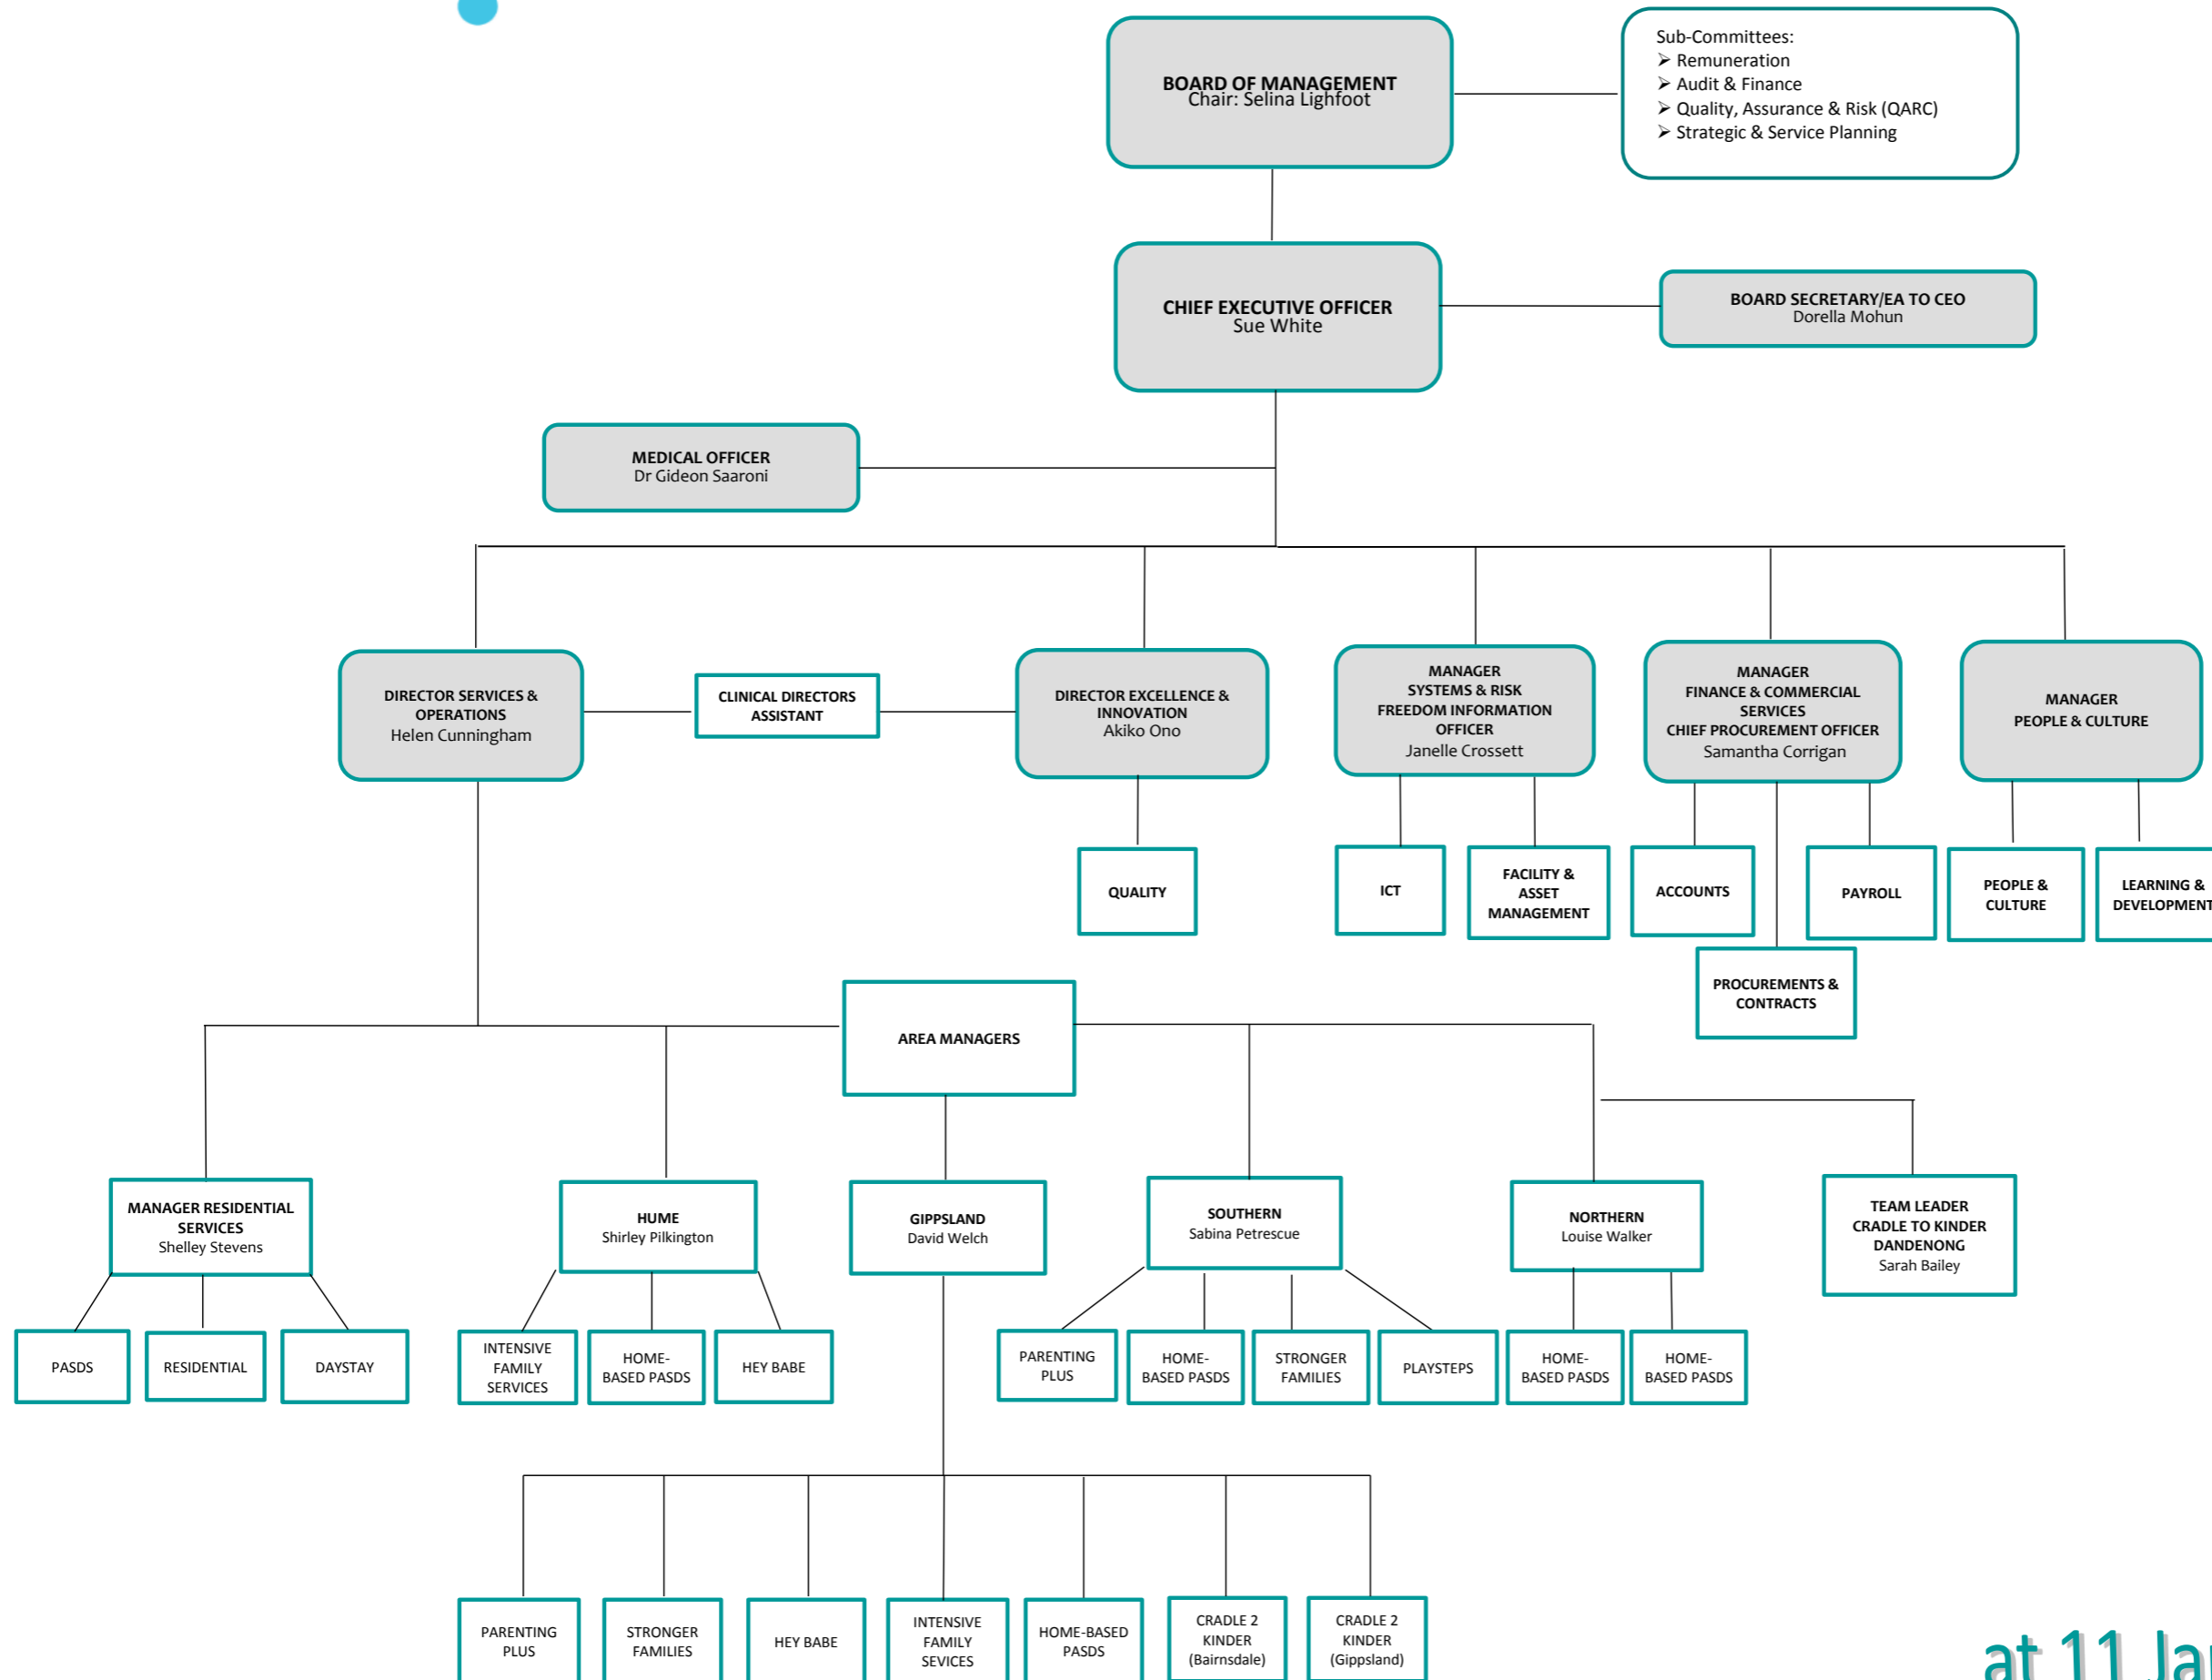 BOARD OF MANAGEMENT
Chair: Selina Lighfoot
Sub-Committees:
➢ Remuneration
➢ Audit & Finance
➢ Quality, Assurance & Risk (QARC)
➢ Strategic & Service Planning
CHIEF EXECUTIVE OFFICER
Sue White
BOARD SECRETARY/EA TO CEO
Dorella Mohun
MEDICAL OFFICER
Dr Gideon Saaroni
DIRECTOR SERVICES &
OPERATIONS
Helen Cunningham
CLINICAL DIRECTORS
ASSISTANT
DIRECTOR EXCELLENCE &
INNOVATION
Akiko Ono
MANAGER
SYSTEMS & RISK
FREEDOM INFORMATION
OFFICER
Janelle Crossett
MANAGER
FINANCE & COMMERCIAL
SERVICES
CHIEF PROCUREMENT OFFICER
Samantha Corrigan
MANAGER
PEOPLE & CULTURE
QUALITY
ICT
FACILITY &
ASSET
MANAGEMENT
ACCOUNTS
PAYROLL
PEOPLE &
CULTURE
LEARNING &
DEVELOPMENT
PROCUREMENTS &
CONTRACTS
AREA MANAGERS
MANAGER RESIDENTIAL
SERVICES
Shelley Stevens
HUME
Shirley Pilkington
GIPPSLAND
David Welch
SOUTHERN
Sabina Petrescue
NORTHERN
Louise Walker
TEAM LEADER
CRADLE TO KINDER
DANDENONG
Sarah Bailey
PASDS
RESIDENTIAL
DAYSTAY
INTENSIVE
FAMILY
SERVICES
HOME-
BASED PASDS
HEY BABE
PARENTING
PLUS
HOME-
BASED PASDS
STRONGER
FAMILIES
PLAYSTEPS
HOME-
BASED PASDS
HOME-
BASED PASDS
PARENTING
PLUS
STRONGER
FAMILIES
HEY BABE
INTENSIVE
FAMILY
SEVICES
HOME-BASED
PASDS
CRADLE 2
KINDER
(Bairnsdale)
CRADLE 2
KINDER
(Gippsland)
at 11 Jan